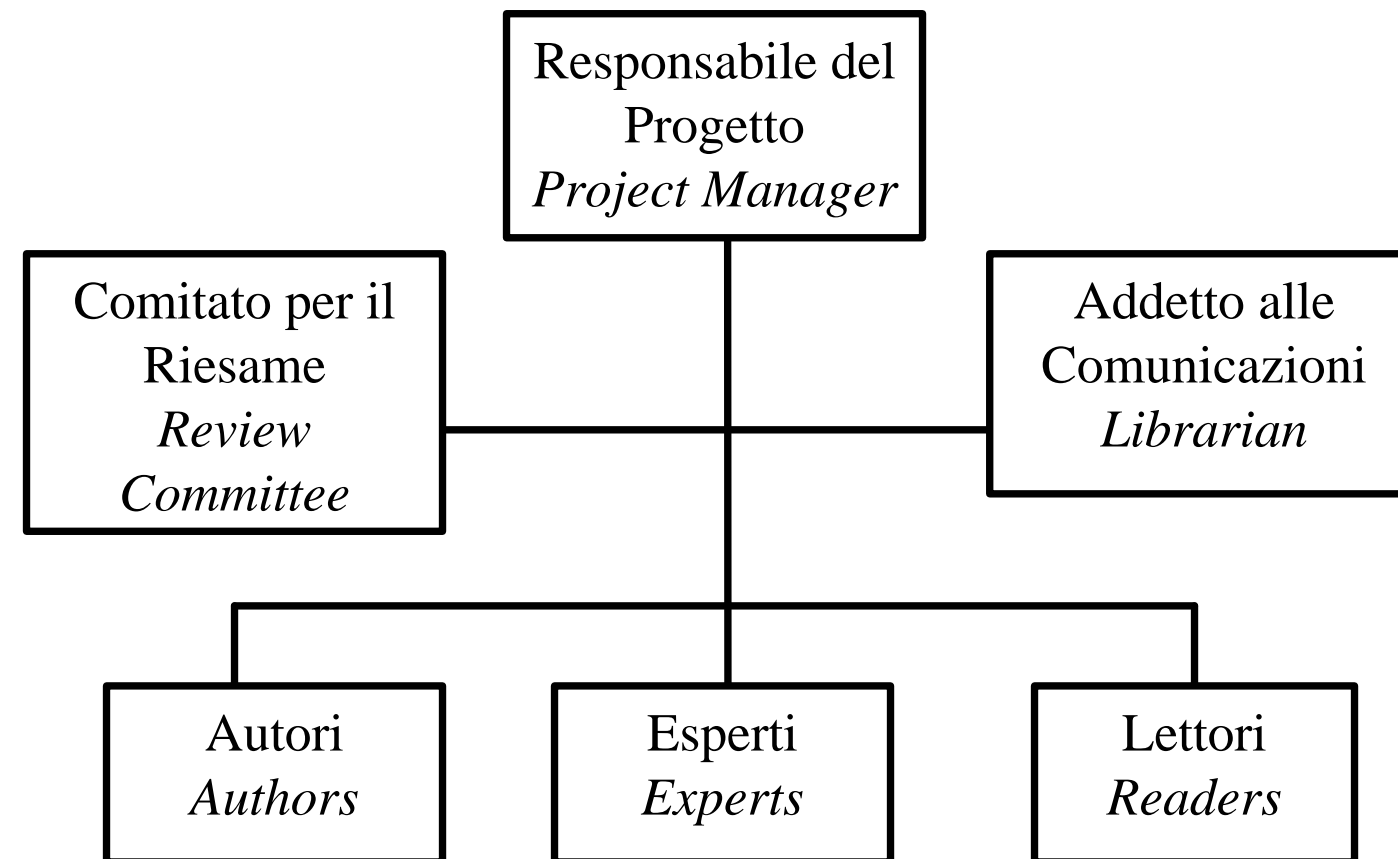 Responsabile del
Progetto
Project Manager
Comitato per il
Riesame
Review
Committee
Addetto alle
Comunicazioni
Librarian
Autori
Authors
Esperti
Experts
Lettori
Readers